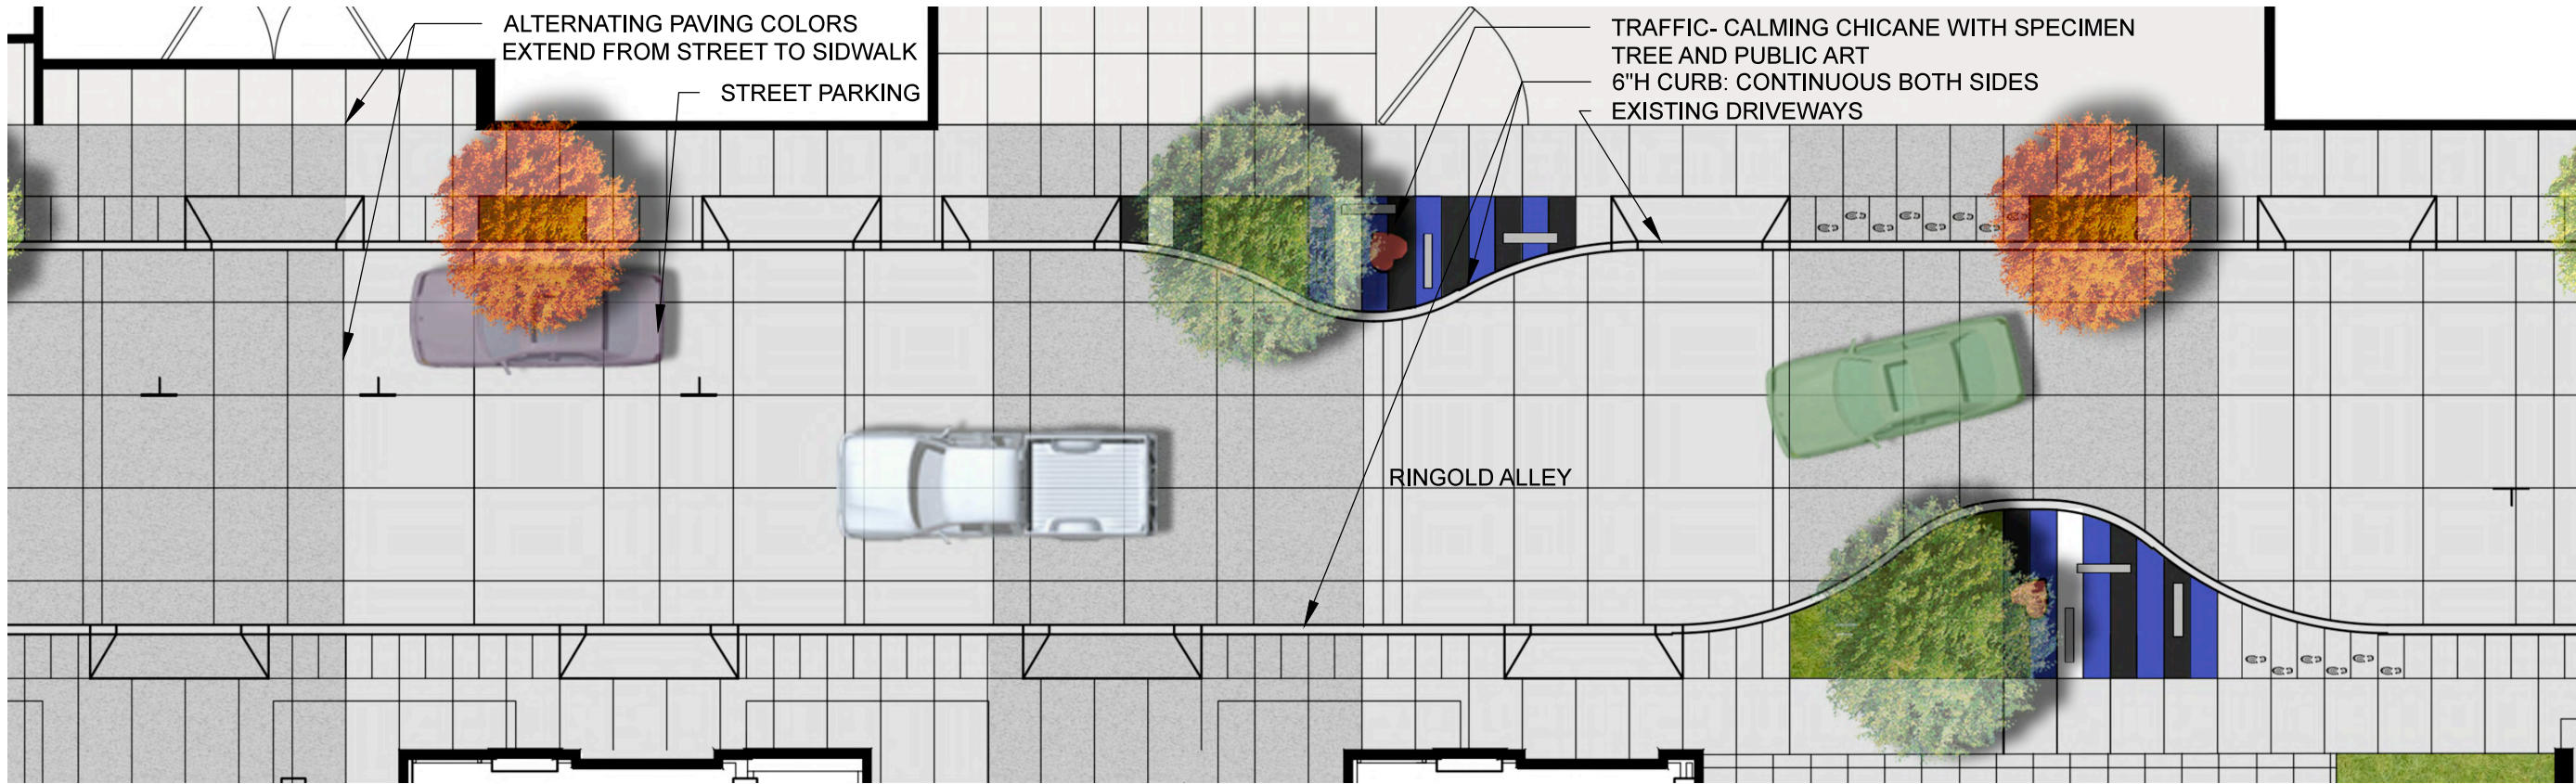 ALTERNATING PAVING COLORS
EXTEND FROM STREET TO SIDWALK
STREET PARKING
TRAFFIC- CALMING CHICANE WITH SPECIMEN
TREE AND PUBLIC ART
6"H CURB: CONTINUOUS BOTH SIDES
EXISTING DRIVEWAYS
RINGOLD ALLEY